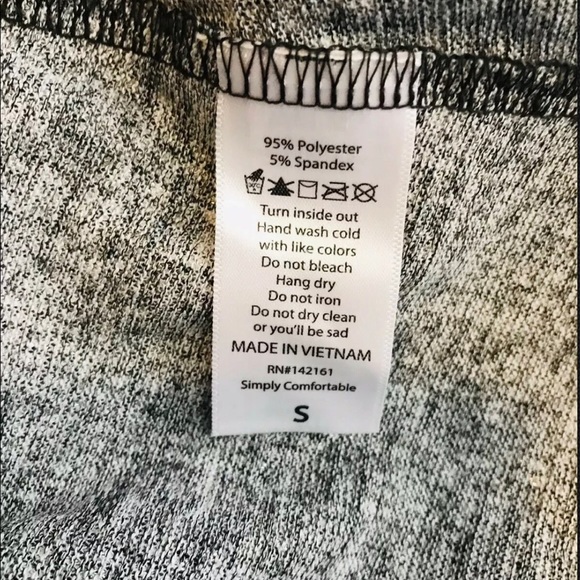 95% Polyester
5% Spandex
Turn inside out
Hand wash cold
with like colors
Do not bleach
Hang dry
Do not iron
Do not dry clean
or you'll be sad
MADE IN VIETNAM
RN#142161
Simply Comfortable
S